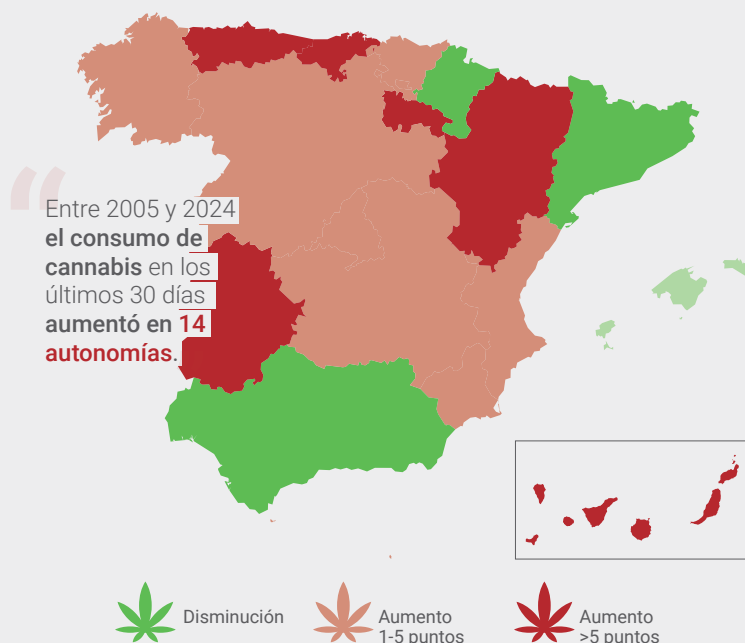 “
Entre 2005 y 2024
el consumo de
cannabis en los
últimos 30 días
aumentó en 14
autonomías.
Disminución
Aumento
1-5 puntos
Aumento
>5 puntos